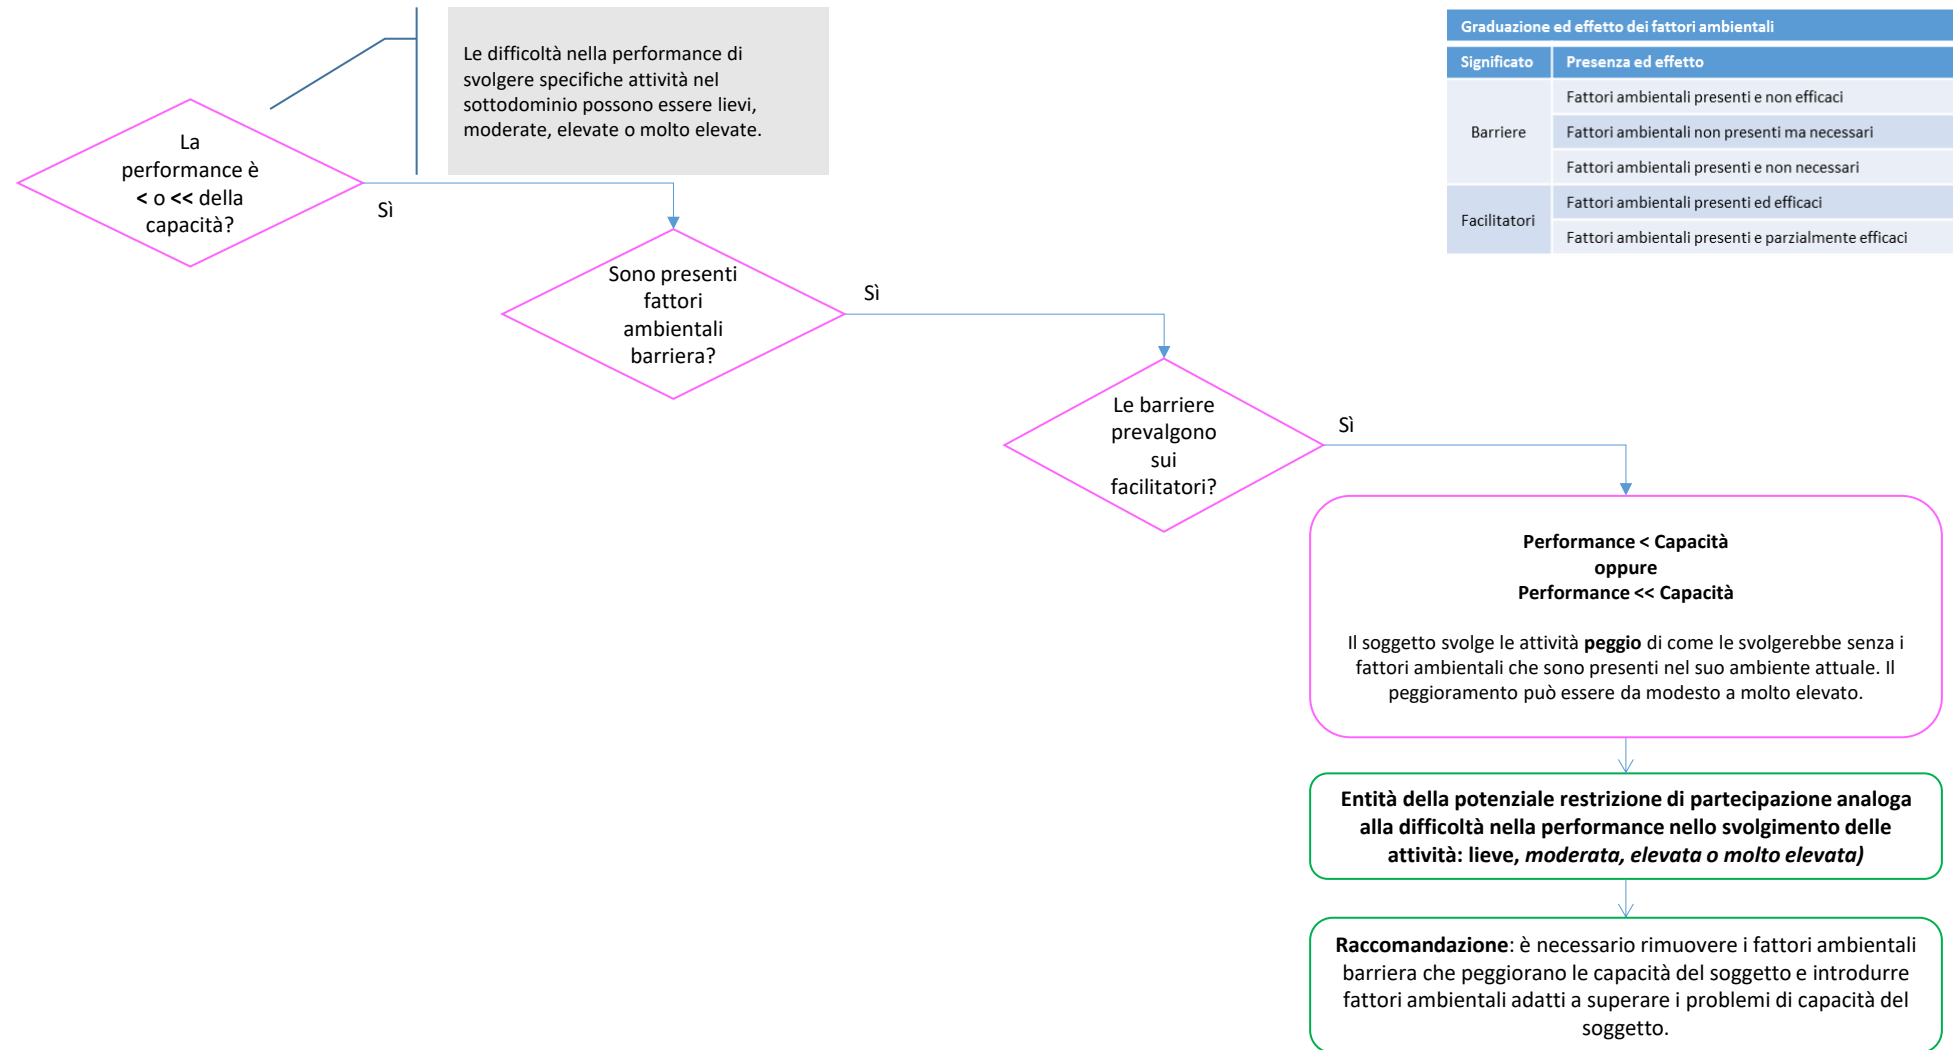 Le difficoltà nella performance di
svolgere specifiche attività nel
sottodominio possono essere lievi,
moderate, elevate o molto elevate.
Graduazione ed effetto dei fattori ambientali
Significato Presenza ed effetto
Barriere
Fattori ambientali presenti e non efficaci
Fattori ambientali non presenti ma necessari
Fattori ambientali presenti e non necessari
Facilitatori
Fattori ambientali presenti ed efficaci
Fattori ambientali presenti e parzialmente efficaci
La
performance è
< o << della
capacità?
Sì
Sono presenti
fattori
ambientali
barriera?
Sì
Le barriere
prevalgono
sui
facilitatori?
Sì
Performance < Capacità
oppure
Performance << Capacità
Il soggetto svolge le attività peggio di come le svolgerebbe senza i
fattori ambientali che sono presenti nel suo ambiente attuale. Il
peggioramento può essere da modesto a molto elevato.
Entità della potenziale restrizione di partecipazione analoga
alla difficoltà nella performance nello svolgimento delle
attività: lieve, moderata, elevata o molto elevata)
Raccomandazione: è necessario rimuovere i fattori ambientali
barriera che peggiorano le capacità del soggetto e introdurre
fattori ambientali adatti a superare i problemi di capacità del
soggetto.